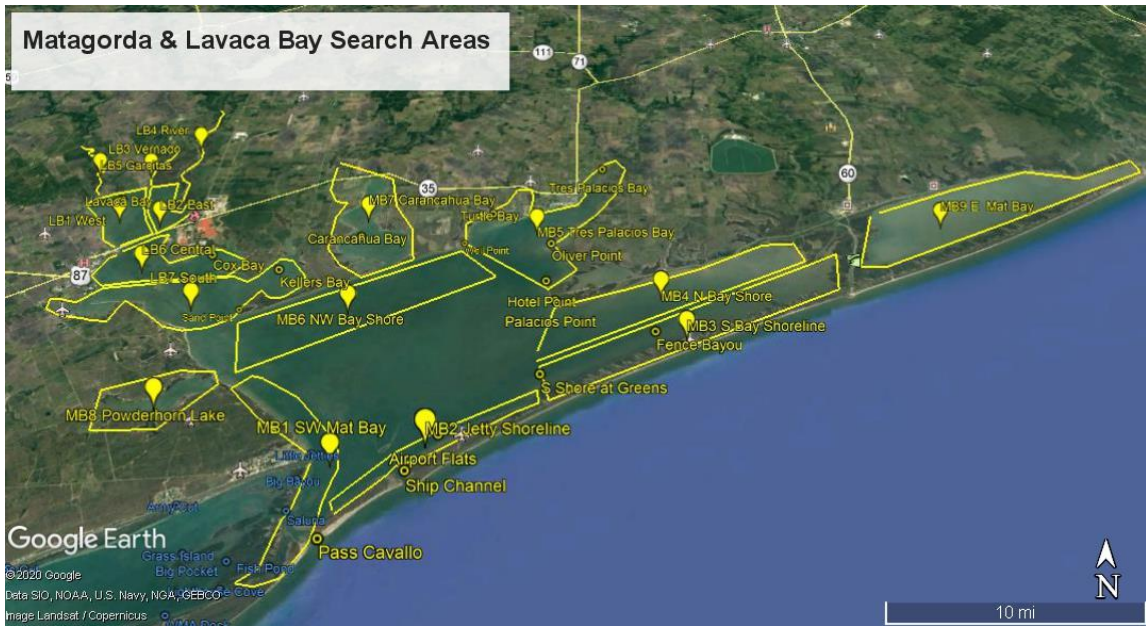 Matagorda & Lavaca Bay Search Areas
111
71
LB4 River
LB3 Vernado
LB5 Garcitas
35
60
Tres Palacios Bay
Lavaca Bay
LB2 East
LB1 West
MB7 Carancahua Bay
Turtle Bay
MB9 E. Mat Bay
MB5 Tres Palacios Bay
Carancahua Bay
LB6 Central
Oliver Point
Cox Bay
87
LB7 South
Kellers Bay
MB4 N Bay Shore
Hotel Point
Sand Point
MB6 NW Bay Shore
Palacios Point
MB3 S Bay Shoreline
Fence Bayou
S Shore at Greens
MB8 Powderhorn Lake
MB1 SW Mat Bay
MB2 Jetty Shoreline
Airport Flats
Big Bayou
Ship Channel
Saluria
Google Earth
Pass Cavallo
Grass Island
Big Pocket
Fish Pond
©2020 Google
Data SIO, NOAA, U.S. Navy, NGA, GEBCO
Image Landsat / Copernicus
N
10 mi